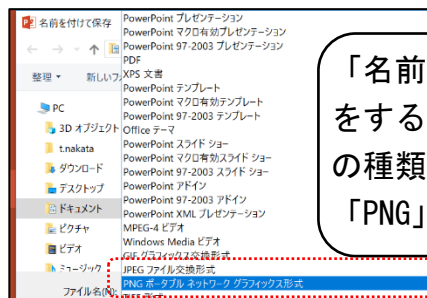 名前を付けて保存
整理 新しいフ
PC
3D オブジェクト
t.nakata
ダウンロード
デスクトップ
ドキュメント
ピクチャ
ビデオ
ミュージック
ファイル名(N):
PowerPoint プレゼンテーション
PowerPoint マクロ有効プレゼンテーション
PowerPoint 97-2003 プレゼンテーション
PDF
XPS 文書
PowerPoint テンプレート
PowerPoint マクロ有効テンプレート
PowerPoint 97-2003 テンプレート
Office テーマ
PowerPoint スライド ショー
PowerPoint マクロ有効スライド ショー
PowerPoint 97-2003 スライド ショー
PowerPoint アドイン
PowerPoint 97-2003 アドイン
PowerPoint XML プレゼンテーション
MPEG-4 ビデオ
Windows Media ビデオ
GIF グラフィックス交換形式
JPEG ファイル交換形式
PNG ポータブル ネットワーク グラフィックス形式
「名前
をする
の種類
「PNG」